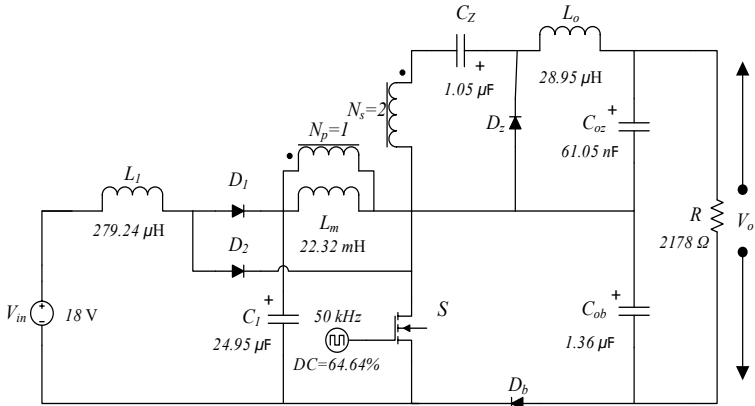 C_Z
L_o
+
1.05 μF
28.95 μH
+
N_s=2
N_p=1
D_z
C_oz
61.05 nF
L_1
D_1
L_m
279.24 μH
22.32 mH
R
2178 Ω
V_o
D_2
V_in
18 V
+
C_1
24.95 μF
50 kHz
DC=64.64%
S
+
C_ob
1.36 μF
D_b